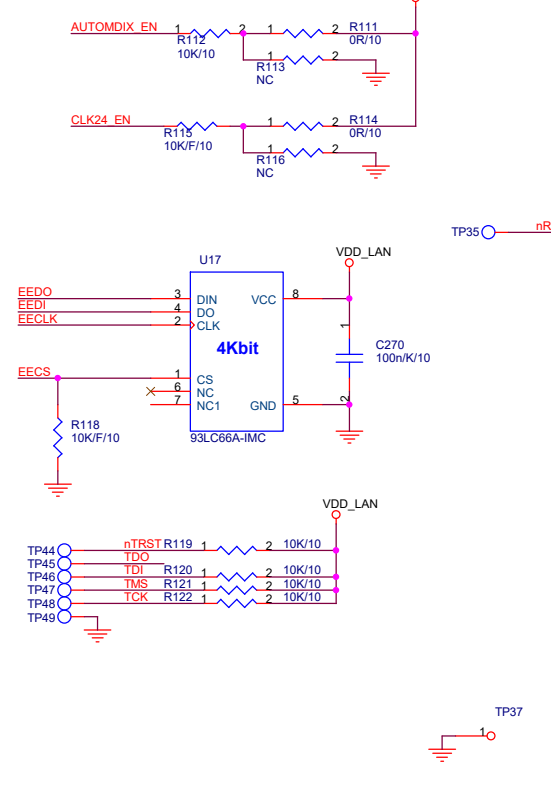 AUTOMDIX_EN 1 2 1 2 R111
R112 0R/10
10K/10 1 2
R113
NC
CLK24_EN 1 2 R114
R115 0R/10
10K/F/10 1 2
R116
NC
TP35 nR
U17 VDD_LAN
EEDO 3 DIN VCC 8
EEDI 4 DO
EECLK 2 CLK
1
4Kbit C270
100n/K/10
EECS 1 CS
6 NC 2
7 NC1 GND 5
R118
10K/F/10 93LC66A-IMC
VDD_LAN
TP44 nTRST R119 1 2 10K/10
TP45 TDO
TP46 TDI R120 1 2 10K/10
TP47 TMS R121 1 2 10K/10
TP48 TCK R122 1 2 10K/10
TP49
TP37
1